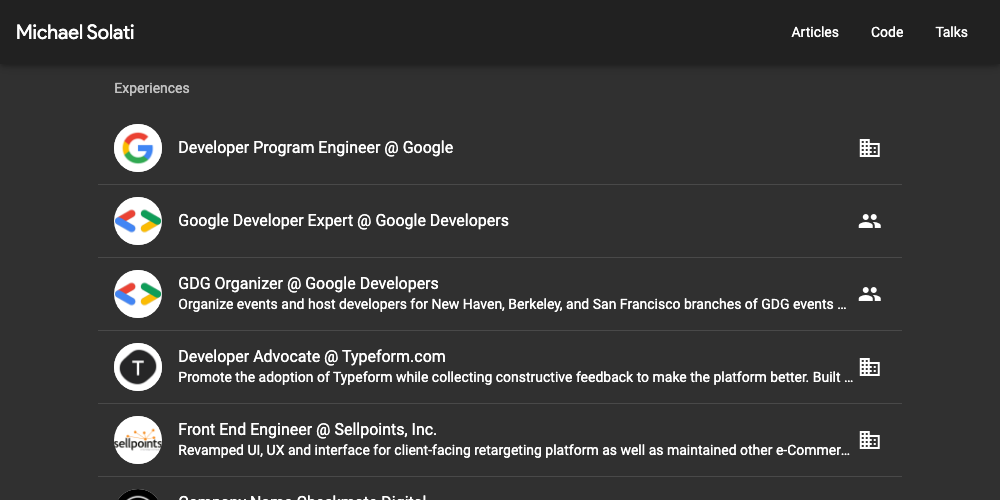 Michael Solati
Articles
Code
Talks
Experiences
Developer Program Engineer @ Google
Google Developer Expert @ Google Developers
GDG Organizer @ Google Developers
Organize events and host developers for New Haven, Berkeley, and San Francisco branches of GDG events ...
T
Developer Advocate @ Typeform.com
Promote the adoption of Typeform while collecting constructive feedback to make the platform better. Built ...
sellpoints
Front End Engineer @ Sellpoints, Inc.
Revamped UI, UX and interface for client-facing retargeting platform as well as maintained other e-Commer...
Company Name Checkmate Digital